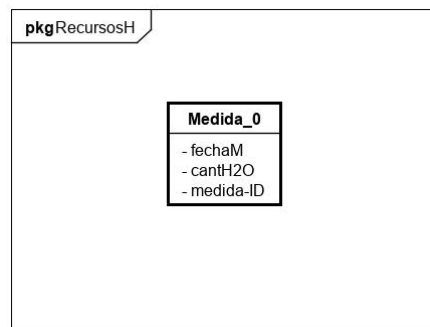 pkgRecursosH
Medida_0
- fechaM
- cantH2O
- medida-ID